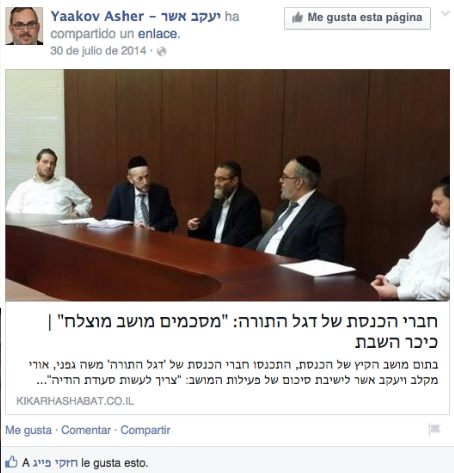 Yaakov Asher – יעקב אשר ha
compartido un enlace.
30 de julio de 2014 ·
Me gusta esta página
חברי הכנסת של דגל התורה: "מסכמים מושב מוצלח" |
כיכר השבת
בתום מושב הקיץ של הכנסת, התכנסו חברי הכנסת של 'דגל התורה' משה גפני, אורי
מקלב ויעקב אשר לישיבת סיכום של פעילות המושב: "צריך לעשות סעודת הודיה"...
KIKARHASHABAT.CO.IL
Me gusta · Comentar · Compartir
A חזקי פייג le gusta esto.